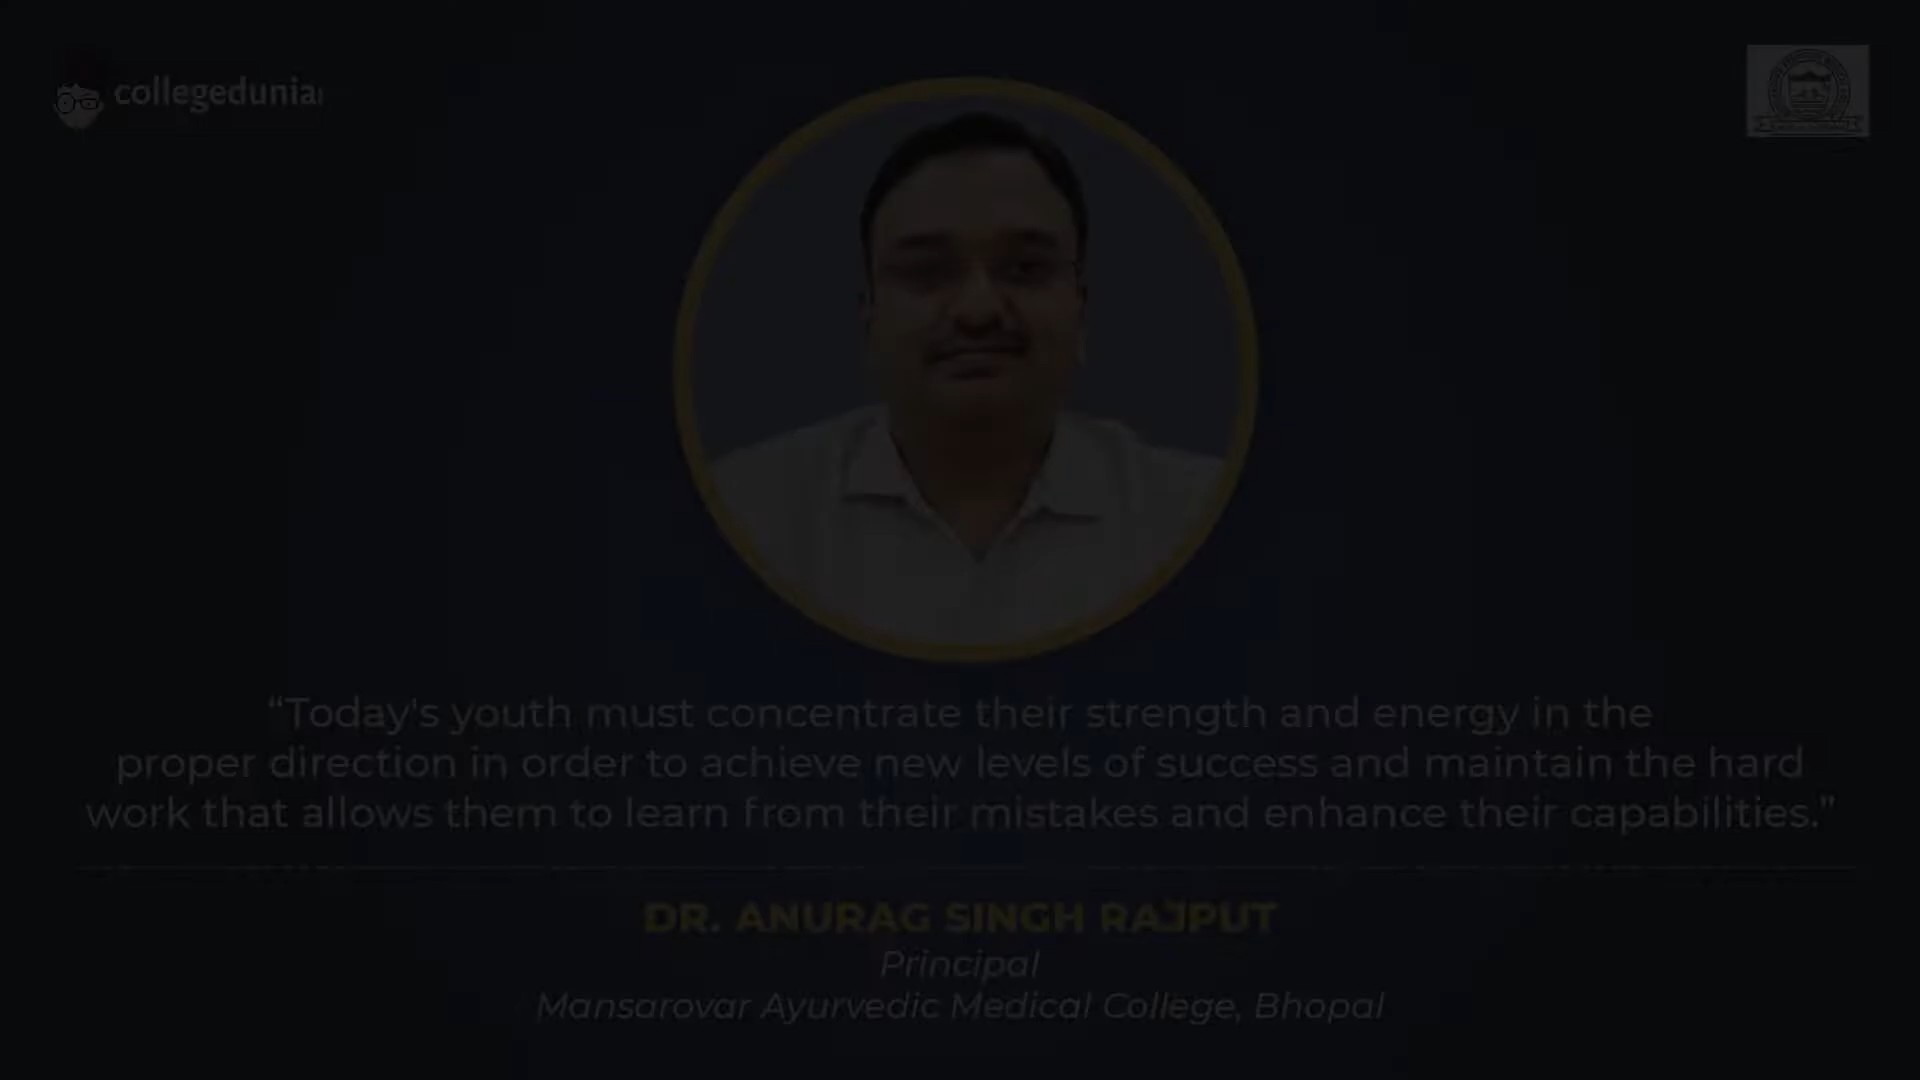 collegedunia
“Today's youth must concentrate their strength and energy in the
proper direction in order to achieve new levels of success and maintain the hard
work that allows them to learn from their mistakes and enhance their capabilities.”
DR. ANURAG SINGH RAJPUT
Principal
Mansarovar Ayurvedic Medical College, Bhopal